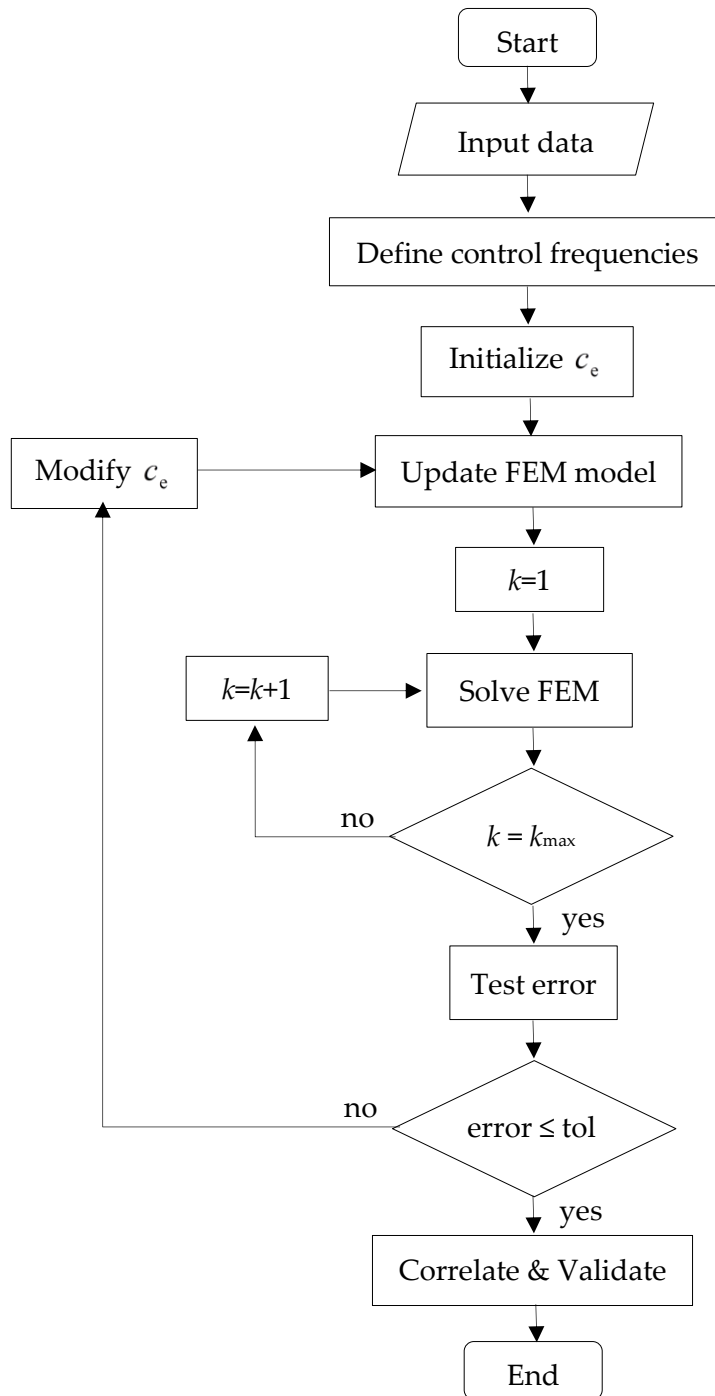 Start
Input data
Define control frequencies
Initialize cₑ
Modify cₑ
Update FEM model
k=1
k=k+1
Solve FEM
no
k = kₘₐₓ
yes
Test error
no
error ≤ tol
yes
Correlate & Validate
End